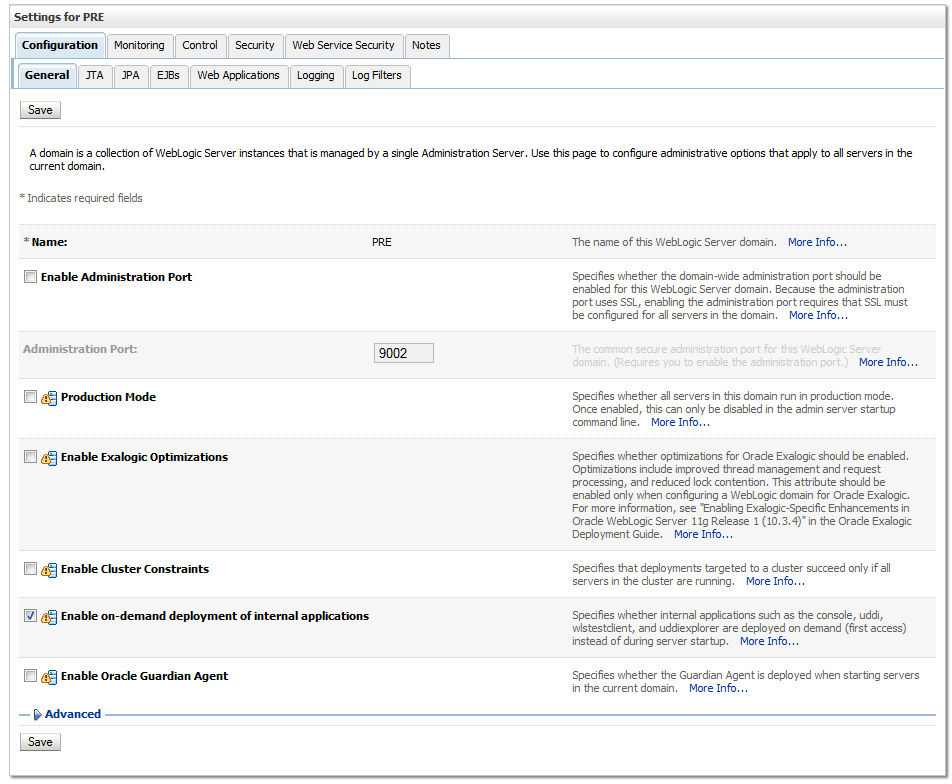 Settings for PRE
Configuration Monitoring Control Security Web Service Security Notes
General JTA JPA EJBs Web Applications Logging Log Filters
Save
A domain is a collection of WebLogic Server instances that is managed by a single Administration Server. Use this page to configure administrative options that apply to all servers in the
current domain.
* Indicates required fields
* Name: PRE The name of this WebLogic Server domain. More Info...
Enable Administration Port
Specifies whether the domain-wide administration port should be
enabled for this WebLogic Server domain. Because the administration
port uses SSL, enabling the administration port requires that SSL must
be configured for all servers in the domain. More Info...
Administration Port: 9002
The common secure administration port for this WebLogic Server
domain. (Requires you to enable the administration port.) More Info...
Production Mode
Specifies whether all servers in this domain run in production mode.
Once enabled, this can only be disabled in the admin server startup
command line. More Info...
Enable Exalogic Optimizations
Specifies whether optimizations for Oracle Exalogic should be enabled.
Optimizations include improved thread management and request
processing, and reduced lock contention. This attribute should be
enabled only when configuring a WebLogic domain for Oracle Exalogic.
For more information, see "Enabling Exalogic-Specific Enhancements in
Oracle WebLogic Server 11g Release 1 (10.3.4)" in the Oracle Exalogic
Deployment Guide. More Info...
Enable Cluster Constraints
Specifies that deployments targeted to a cluster succeed only if all
servers in the cluster are running. More Info...
Enable on-demand deployment of internal applications
Specifies whether internal applications such as the console, uddi,
wlstestclient, and uddiexplorer are deployed on demand (first access)
instead of during server startup. More Info...
Enable Oracle Guardian Agent
Specifies whether the Guardian Agent is deployed when starting servers
in the current domain. More Info...
Advanced
Save